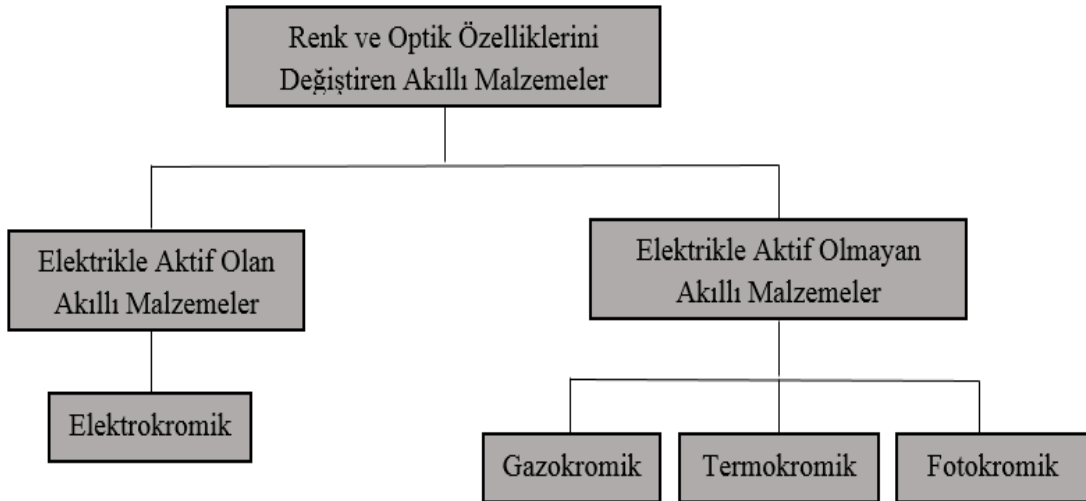 Renk ve Optik Özelliklerini
Değiştiren Akıllı Malzemeler
Elektrikle Aktif Olan
Akıllı Malzemeler
Elektrikle Aktif Olmayan
Akıllı Malzemeler
Elektrokromik
Gazokromik
Termokromik
Fotokromik